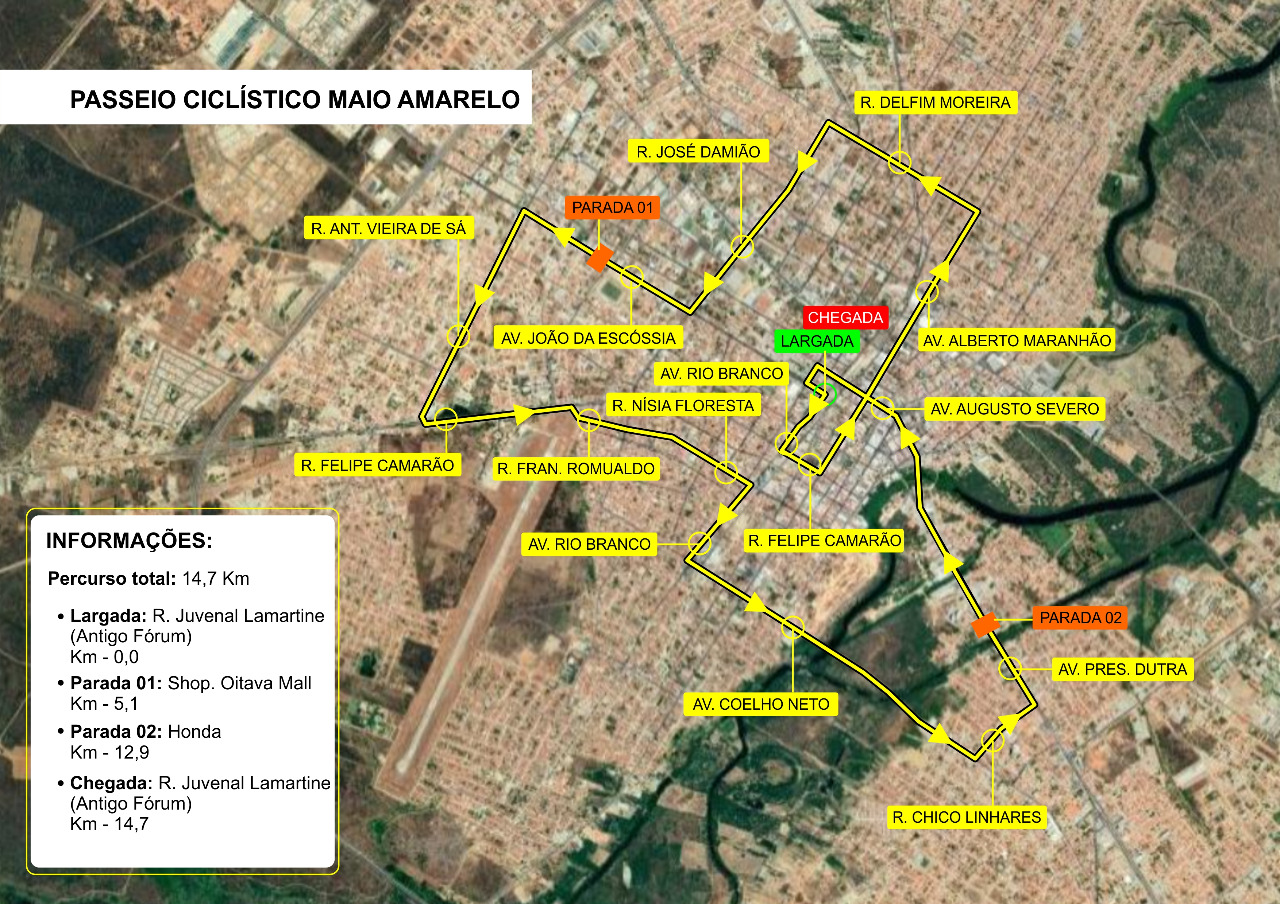 PASSEIO CICLÍSTICO MAIO AMARELO
R. DELFIM MOREIRA
R. JOSÉ DAMIÃO
PARADA 01
R. ANT. VIEIRA DE SÁ
CHEGADA
LARGADA
AV. JOÃO DA ESCÓSSIA
AV. ALBERTO MARANHÃO
AV. RIO BRANCO
R. NÍSIA FLORESTA
AV. AUGUSTO SEVERO
R. FELIPE CAMARÃO
R. FRAN. ROMUALDO
AV. RIO BRANCO
R. FELIPE CAMARÃO
PARADA 02
AV. PRES. DUTRA
AV. COELHO NETO
R. CHICO LINHARES
INFORMAÇÕES:
Percurso total: 14,7 Km
• Largada: R. Juvenal Lamartine
(Antigo Fórum)
Km - 0,0
• Parada 01: Shop. Oitava Mall
Km - 5,1
• Parada 02: Honda
Km - 12,9
• Chegada: R. Juvenal Lamartine
(Antigo Fórum)
Km - 14,7